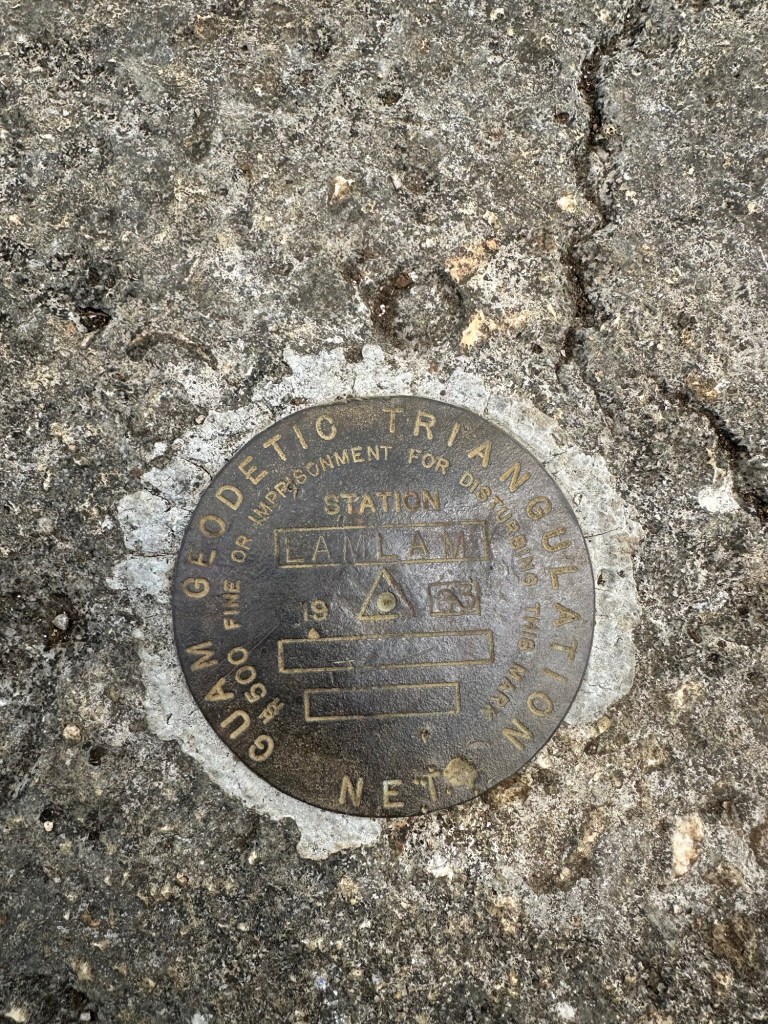 GUAM GEODETIC TRIANGULATION NET
$500 FINE OR IMPRISONMENT FOR DISTURBING THIS MARK
STATION
LAMLAM
19 63